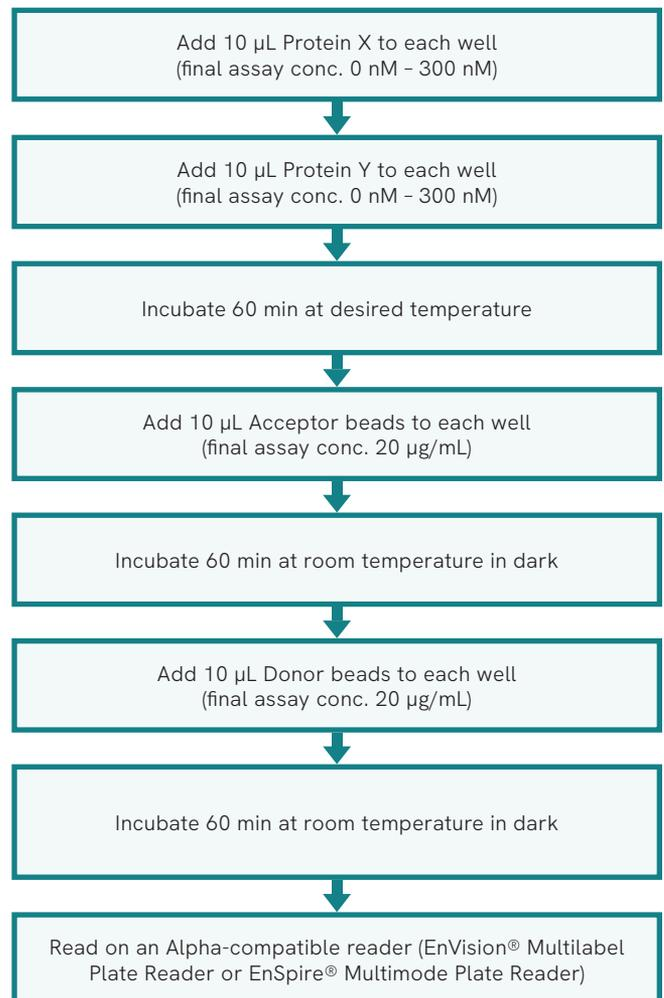 Add 10 µL Protein X to each well
(final assay conc. 0 nM – 300 nM)
Add 10 µL Protein Y to each well
(final assay conc. 0 nM – 300 nM)
Incubate 60 min at desired temperature
Add 10 µL Acceptor beads to each well
(final assay conc. 20 µg/mL)
Incubate 60 min at room temperature in dark
Add 10 µL Donor beads to each well
(final assay conc. 20 µg/mL)
Incubate 60 min at room temperature in dark
Read on an Alpha-compatible reader (EnVision® Multilabel
Plate Reader or EnSpire® Multimode Plate Reader)